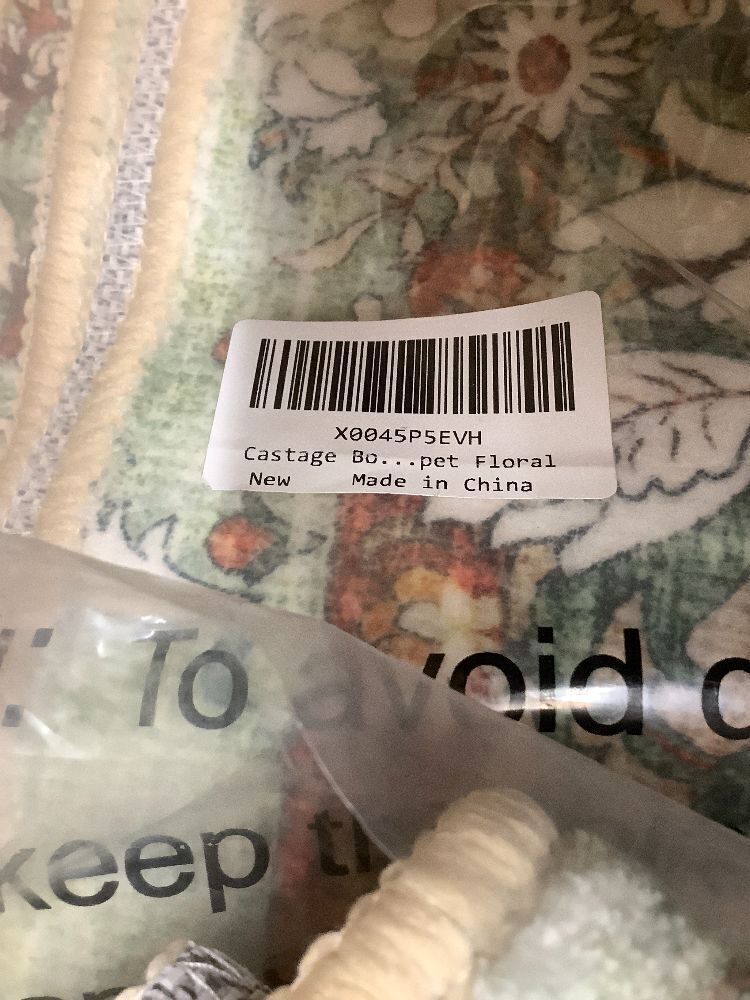 X0045P5EVH
Castage Bo...pet Floral
New Made in China
: To avoid
keep